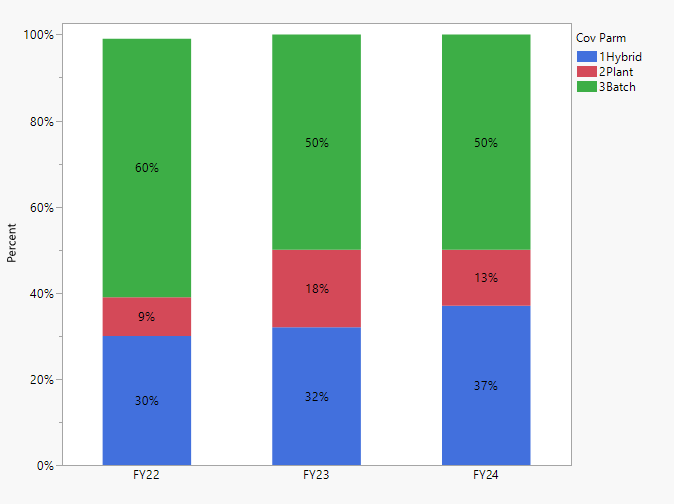 Cov Parm
1Hybrid
2Plant
3Batch
Percent
100%
80%
60%
40%
20%
0%
60%
50%
50%
9%
18%
13%
30%
32%
37%
FY22
FY23
FY24